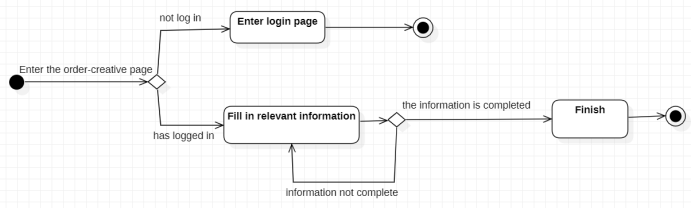 not log in
Enter login page
Enter the order-creative page
the information is completed
Finish
Fill in relevant information
has logged in
information not complete